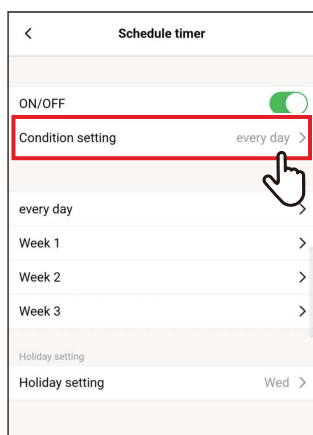 Schedule timer
ON/OFF
Condition setting every day
every day
Week 1
Week 2
Week 3
Holiday setting
Holiday setting Wed